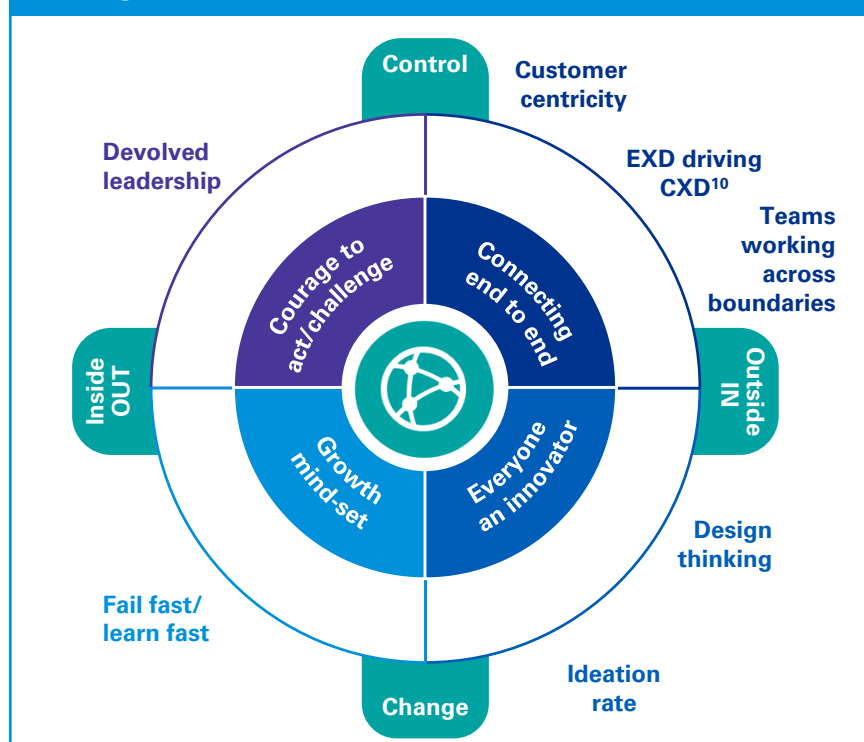 Control
Customer
centricity
Devolved
leadership
EXD driving
CXD¹⁰
Teams
working
across
boundaries
Courage to
act/challenge
Connecting
end to end
Inside
OUT
Outside
IN
Growth
mind-set
Everyone
an innovator
Design
thinking
Fail fast/
learn fast
Ideation
rate
Change